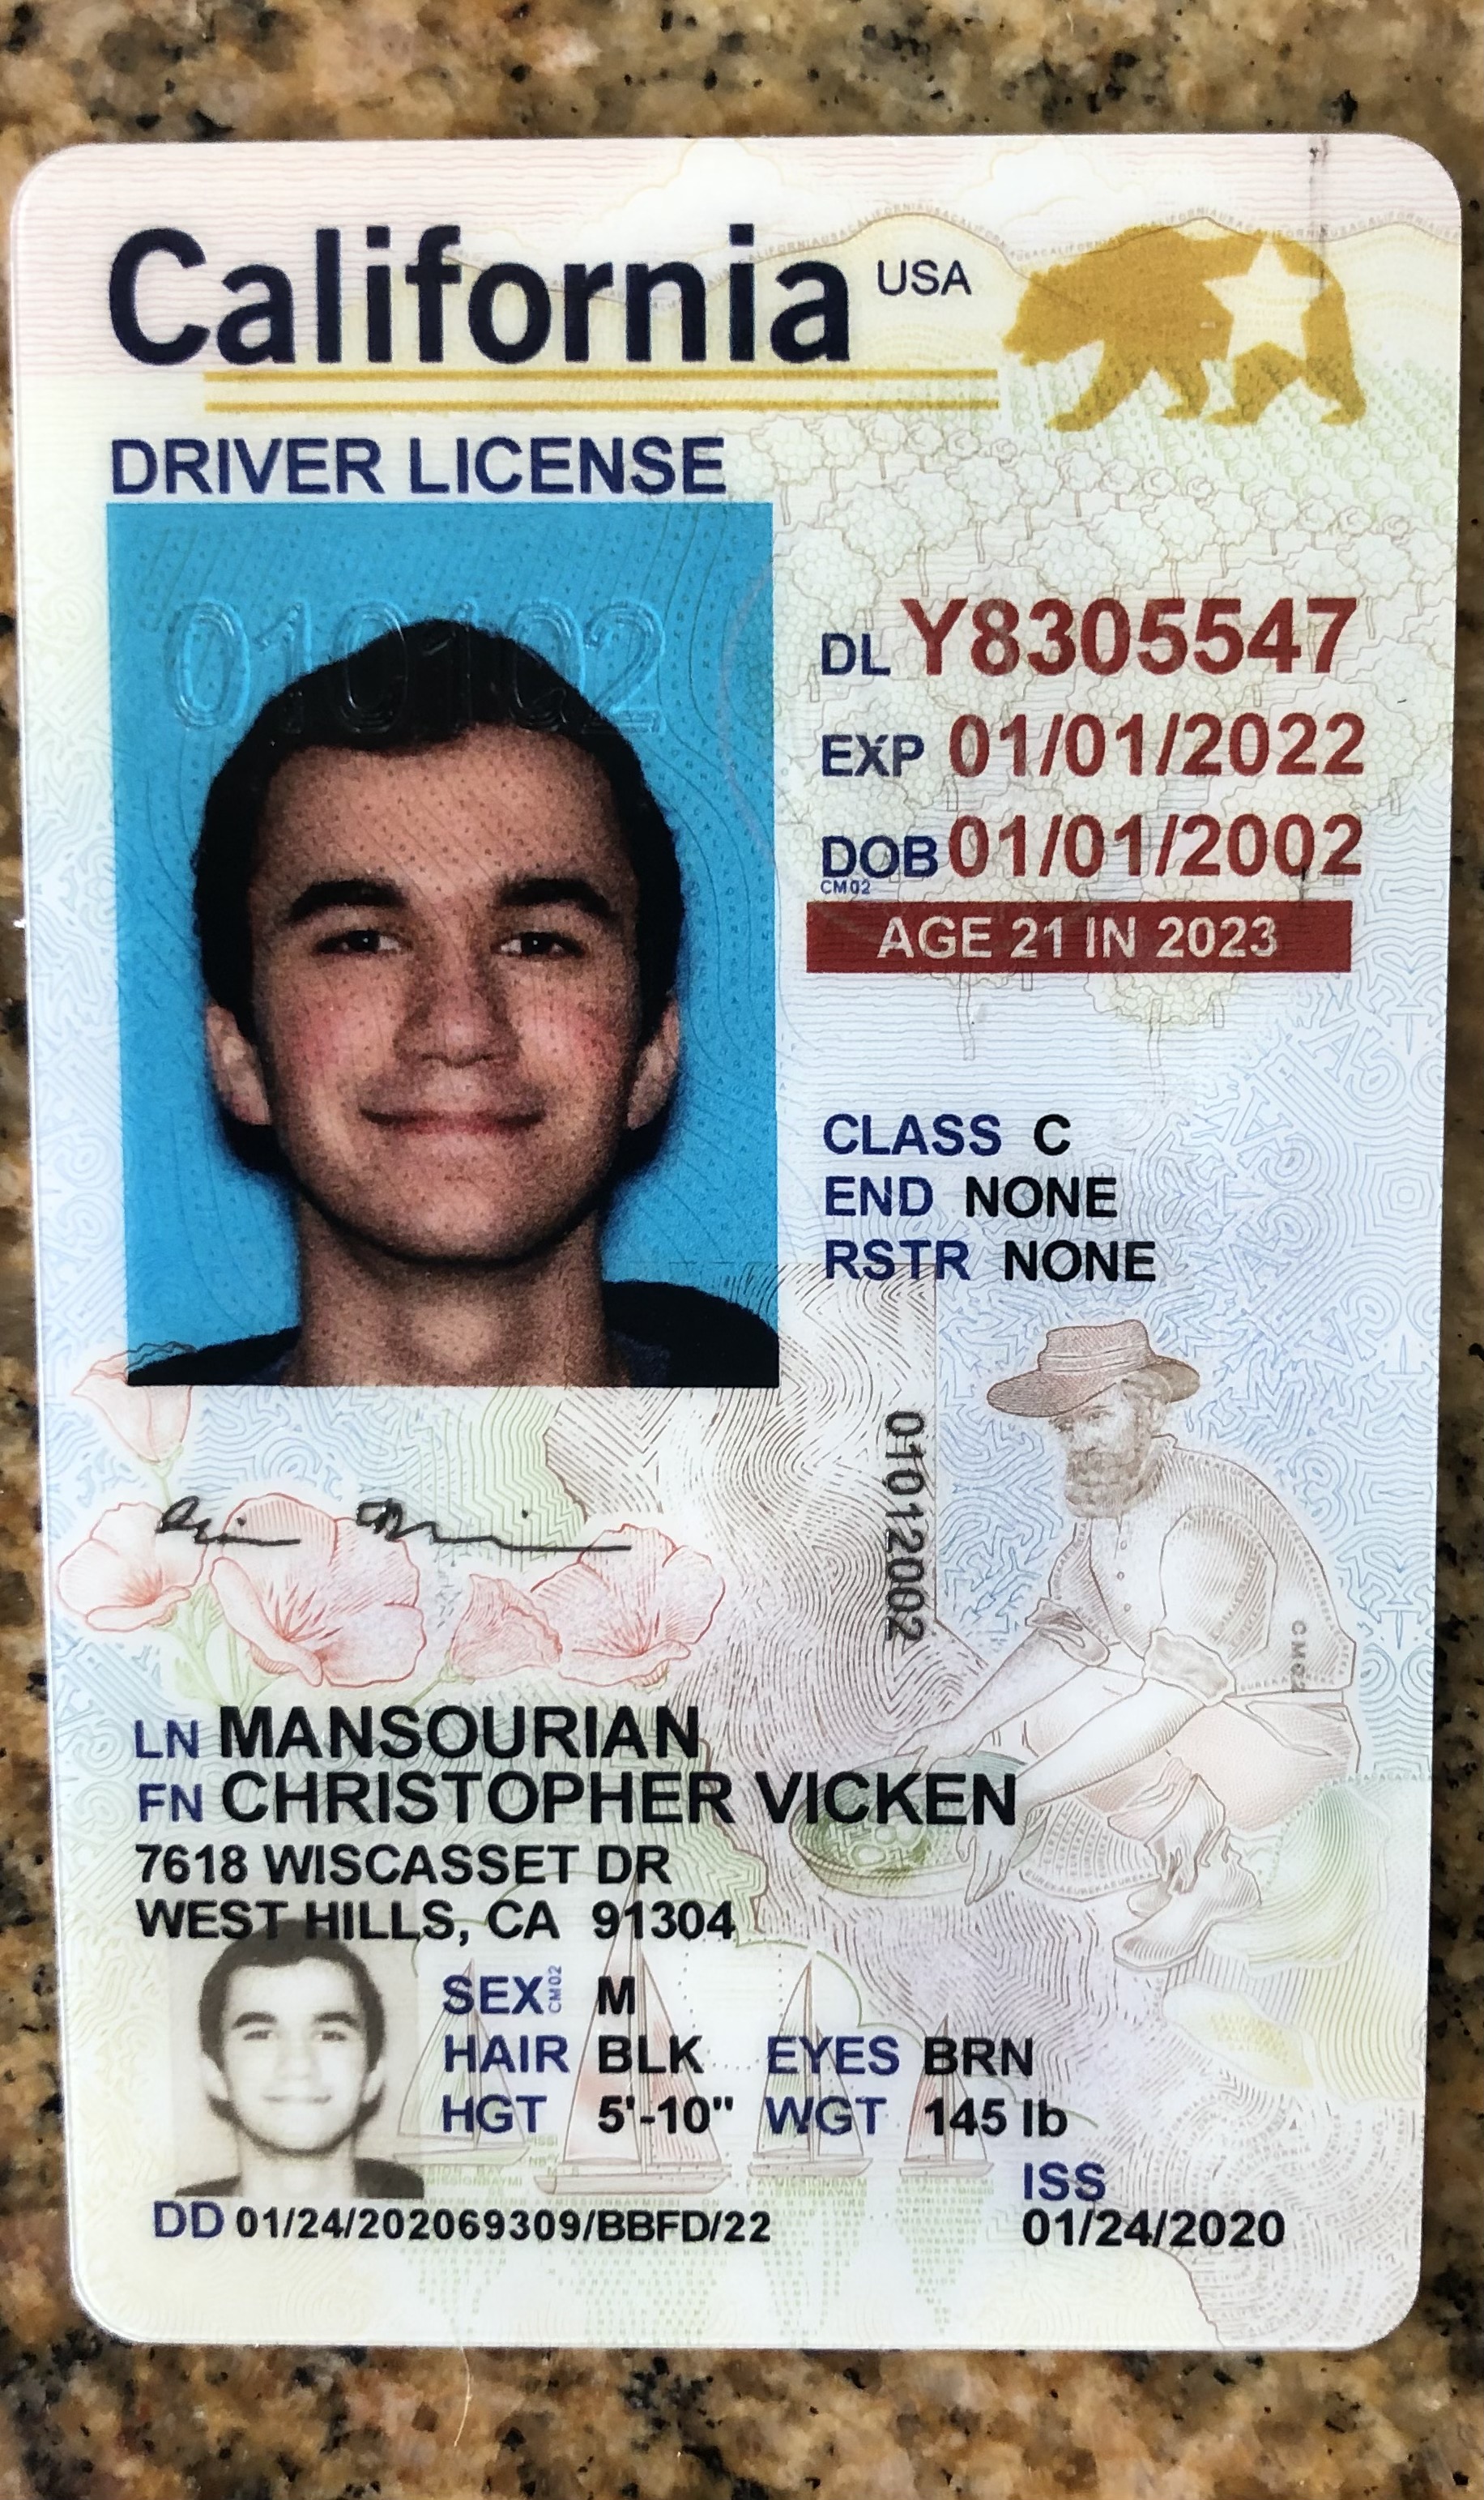 California USA
DRIVER LICENSE
010102
DL Y8305547
EXP 01/01/2022
DOB 01/01/2002
CM02
AGE 21 IN 2023
CLASS C
END NONE
RSTR NONE
01012002
CM02
LN MANSOURIAN
FN CHRISTOPHER VICKEN
7618 WISCASSET DR
WEST HILLS, CA 91304
SEX M
CM02
HAIR BLK EYES BRN
HGT 5'-10" WGT 145 lb
ISS
DD 01/24/202069309/BBFD/22 01/24/2020